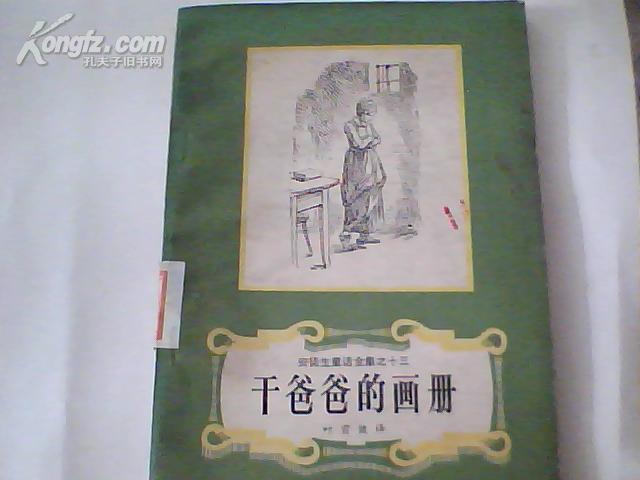 Kongfz.com
孔夫子旧书网
安徒生童话全集之十三
干爸爸的画册
叶君健译